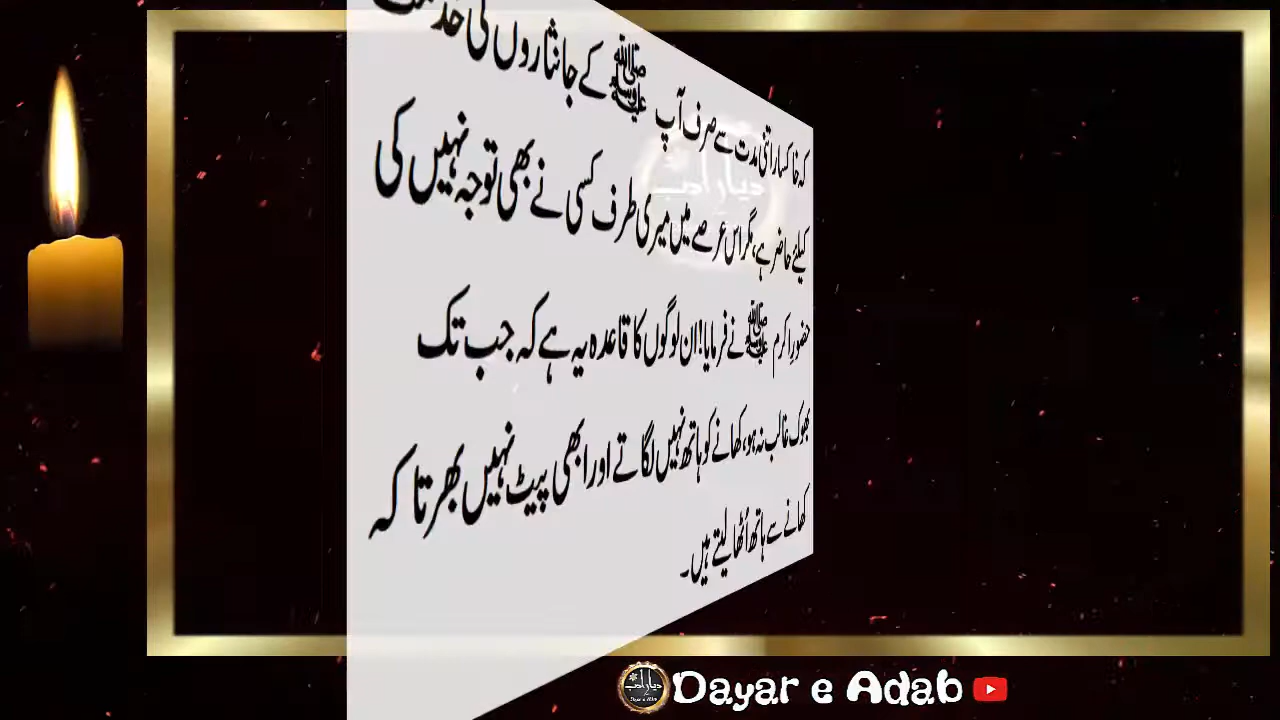 کہ خاکسار اتنی مدت سے صرف آپ ﷺ کے جانثاروں کی خدمت
کیلئے حاضر ہے، مگر اس عرصے میں میری طرف کسی نے بھی توجہ نہیں کی
حضورِ اکرم ﷺ نے فرمایا! ان لوگوں کا قاعدہ یہ ہے کہ جب تک
بھوک غالب نہ ہو، کھانے کو ہاتھ نہیں لگاتے اور ابھی پیٹ نہیں بھرتا کہ
کھانے سے ہاتھ اُٹھا لیتے ہیں۔
دیارِ ادب
Dayar e Adab